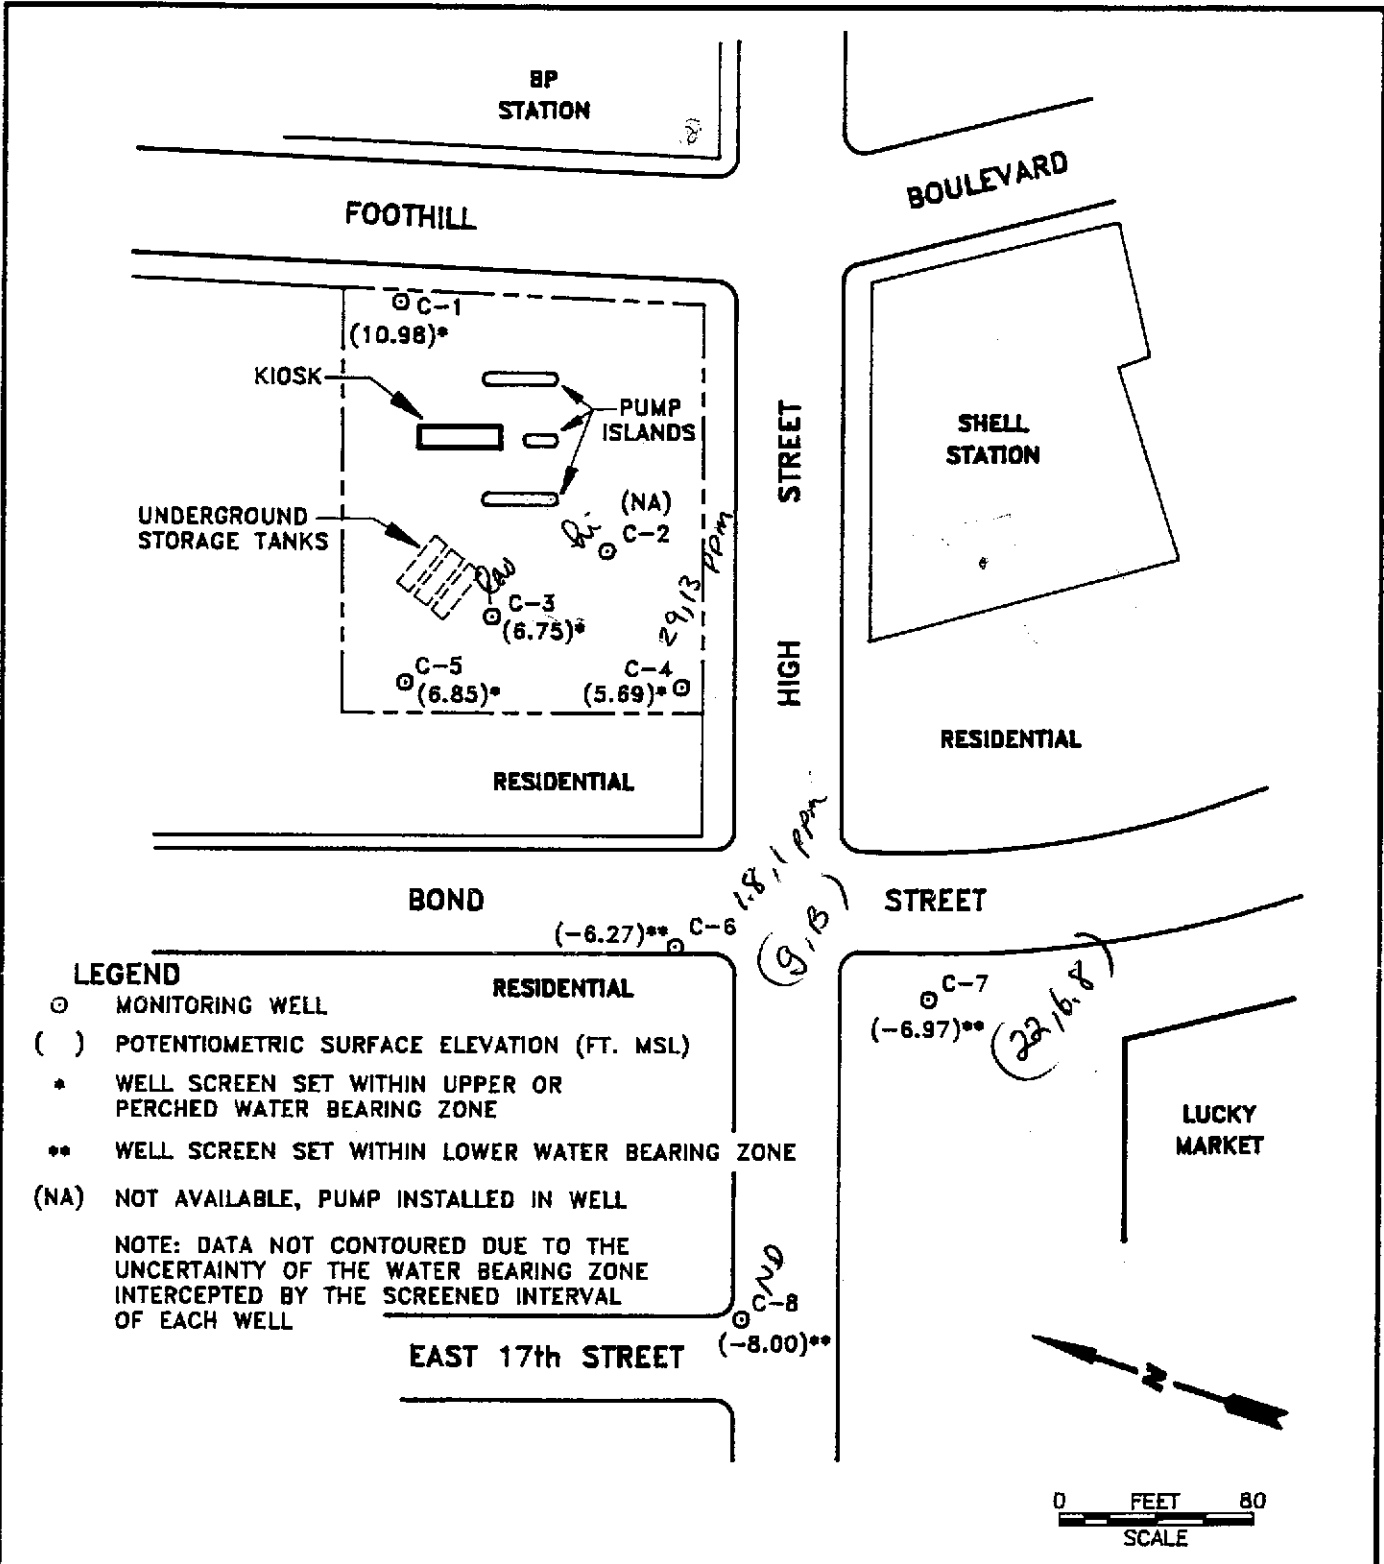 BP
STATION
BOULEVARD
FOOTHILL
C-1
(10.98)*
KIOSK
PUMP
ISLANDS
STREET
SHELL
STATION
(NA)
C-2
UNDERGROUND
STORAGE TANKS
29,13 ppm
C-3
(6.75)*
C-5
(6.85)*
C-4
(5.69)*
HIGH
RESIDENTIAL
RESIDENTIAL
1.8,1 ppm
BOND
STREET
(9,B)
(-6.27)** C-6
LEGEND
RESIDENTIAL
C-7
(-6.97)**
(22,6.8)
MONITORING WELL
( ) POTENTIOMETRIC SURFACE ELEVATION (FT. MSL)
* WELL SCREEN SET WITHIN UPPER OR
PERCHED WATER BEARING ZONE
LUCKY
MARKET
** WELL SCREEN SET WITHIN LOWER WATER BEARING ZONE
(NA) NOT AVAILABLE, PUMP INSTALLED IN WELL
NOTE: DATA NOT CONTOURED DUE TO THE
UNCERTAINTY OF THE WATER BEARING ZONE
INTERCEPTED BY THE SCREENED INTERVAL
OF EACH WELL
ND
C-8
(-8.00)**
EAST 17th STREET
N
0 FEET 80
SCALE